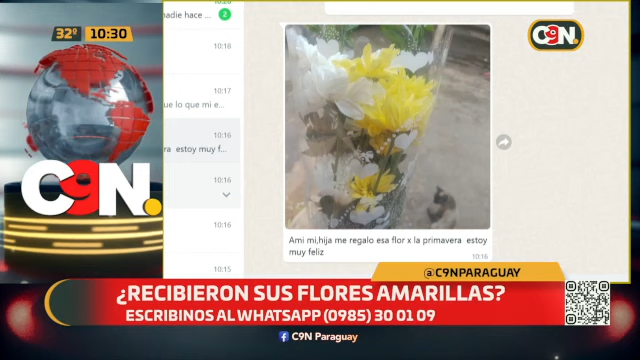 32º 10:30
nadie hace ... 2
10:18
10:17
ue lo que mi e...
10:16
ra estoy muy f...
10:16
10:16
10:15
C9N.
C9N
Ami mi,hija me regalo esa flor x la primavera estoy
muy feliz
10:16
@C9NPARAGUAY
¿RECIBIERON SUS FLORES AMARILLAS?
ESCRIBINOS AL WHATSAPP (0985) 30 01 09
C9N Paraguay